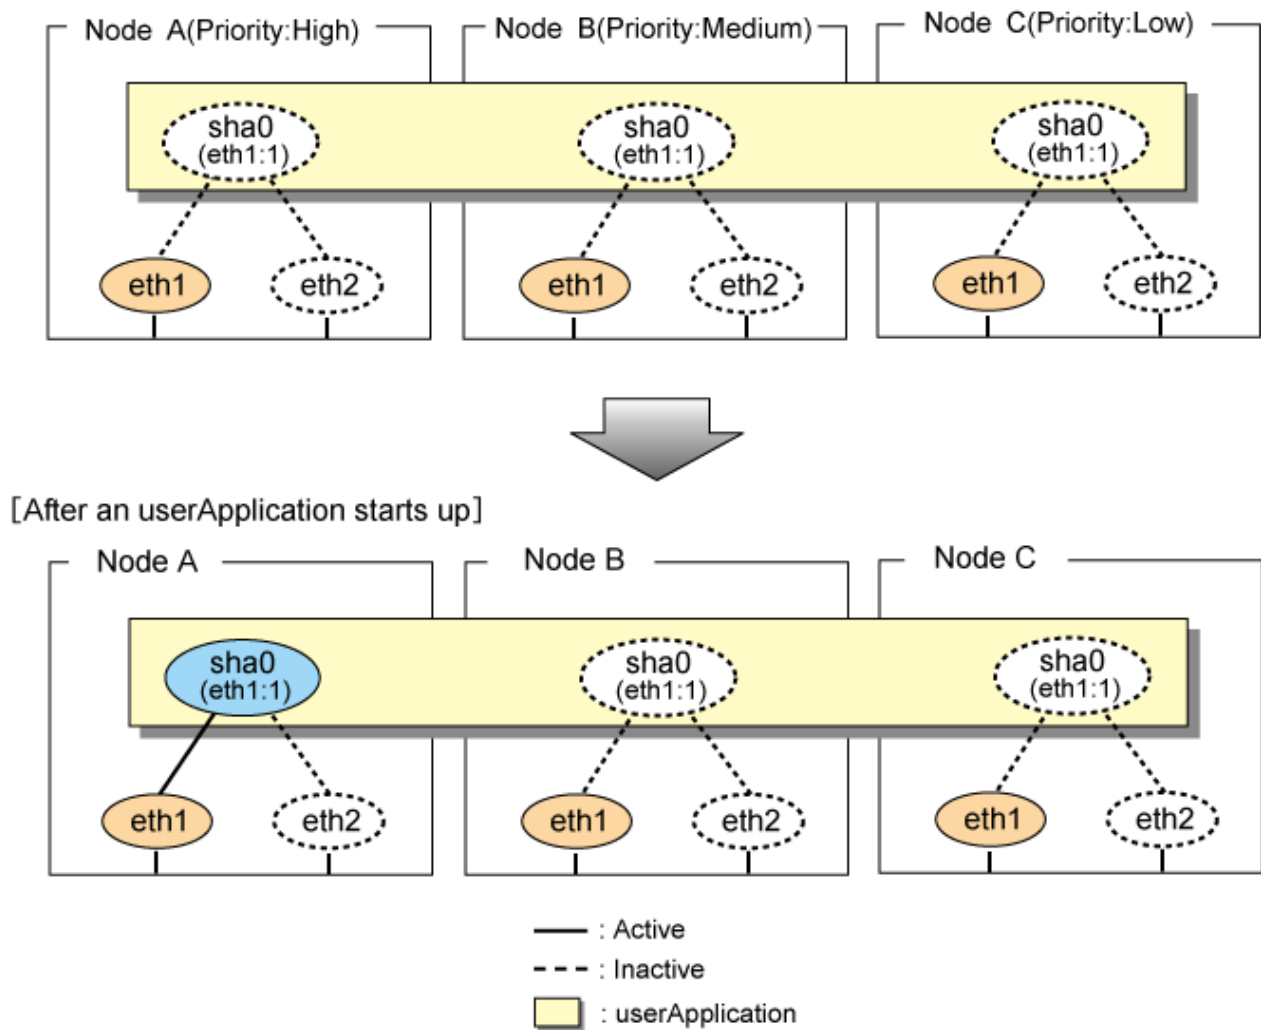 Node A(Priority:High)
Node B(Priority:Medium)
Node C(Priority:Low)
sha0
(eth1:1)
sha0
(eth1:1)
sha0
(eth1:1)
eth1
eth2
eth1
eth2
eth1
eth2
[After an userApplication starts up]
Node A
Node B
Node C
sha0
(eth1:1)
sha0
(eth1:1)
sha0
(eth1:1)
eth1
eth2
eth1
eth2
eth1
eth2
: Active
: Inactive
: userApplication